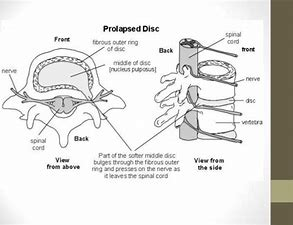 Prolapsed Disc
Front
fibrous outer ring
of disc
middle of disc
[nucleus pulposus]
nerve
spinal
cord
Back
View
from above
Part of the softer middle disc
bulges through the fibrous outer
ring and presses on the nerve as
it leaves the spinal cord
spinal
cord
Back
front
nerve
disc
vertebra
View from
the side